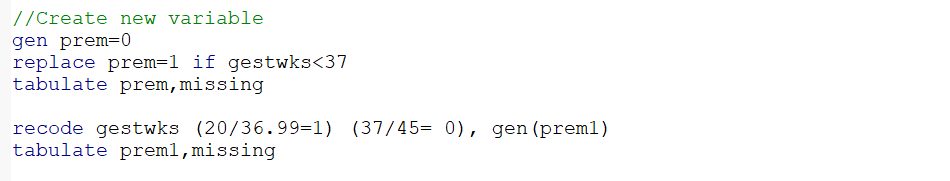 //Create new variable
gen prem=0
replace prem=1 if gestwks<37
tabulate prem,missing
recode gestwks (20/36.99=1) (37/45= 0), gen(prem1)
tabulate prem1,missing